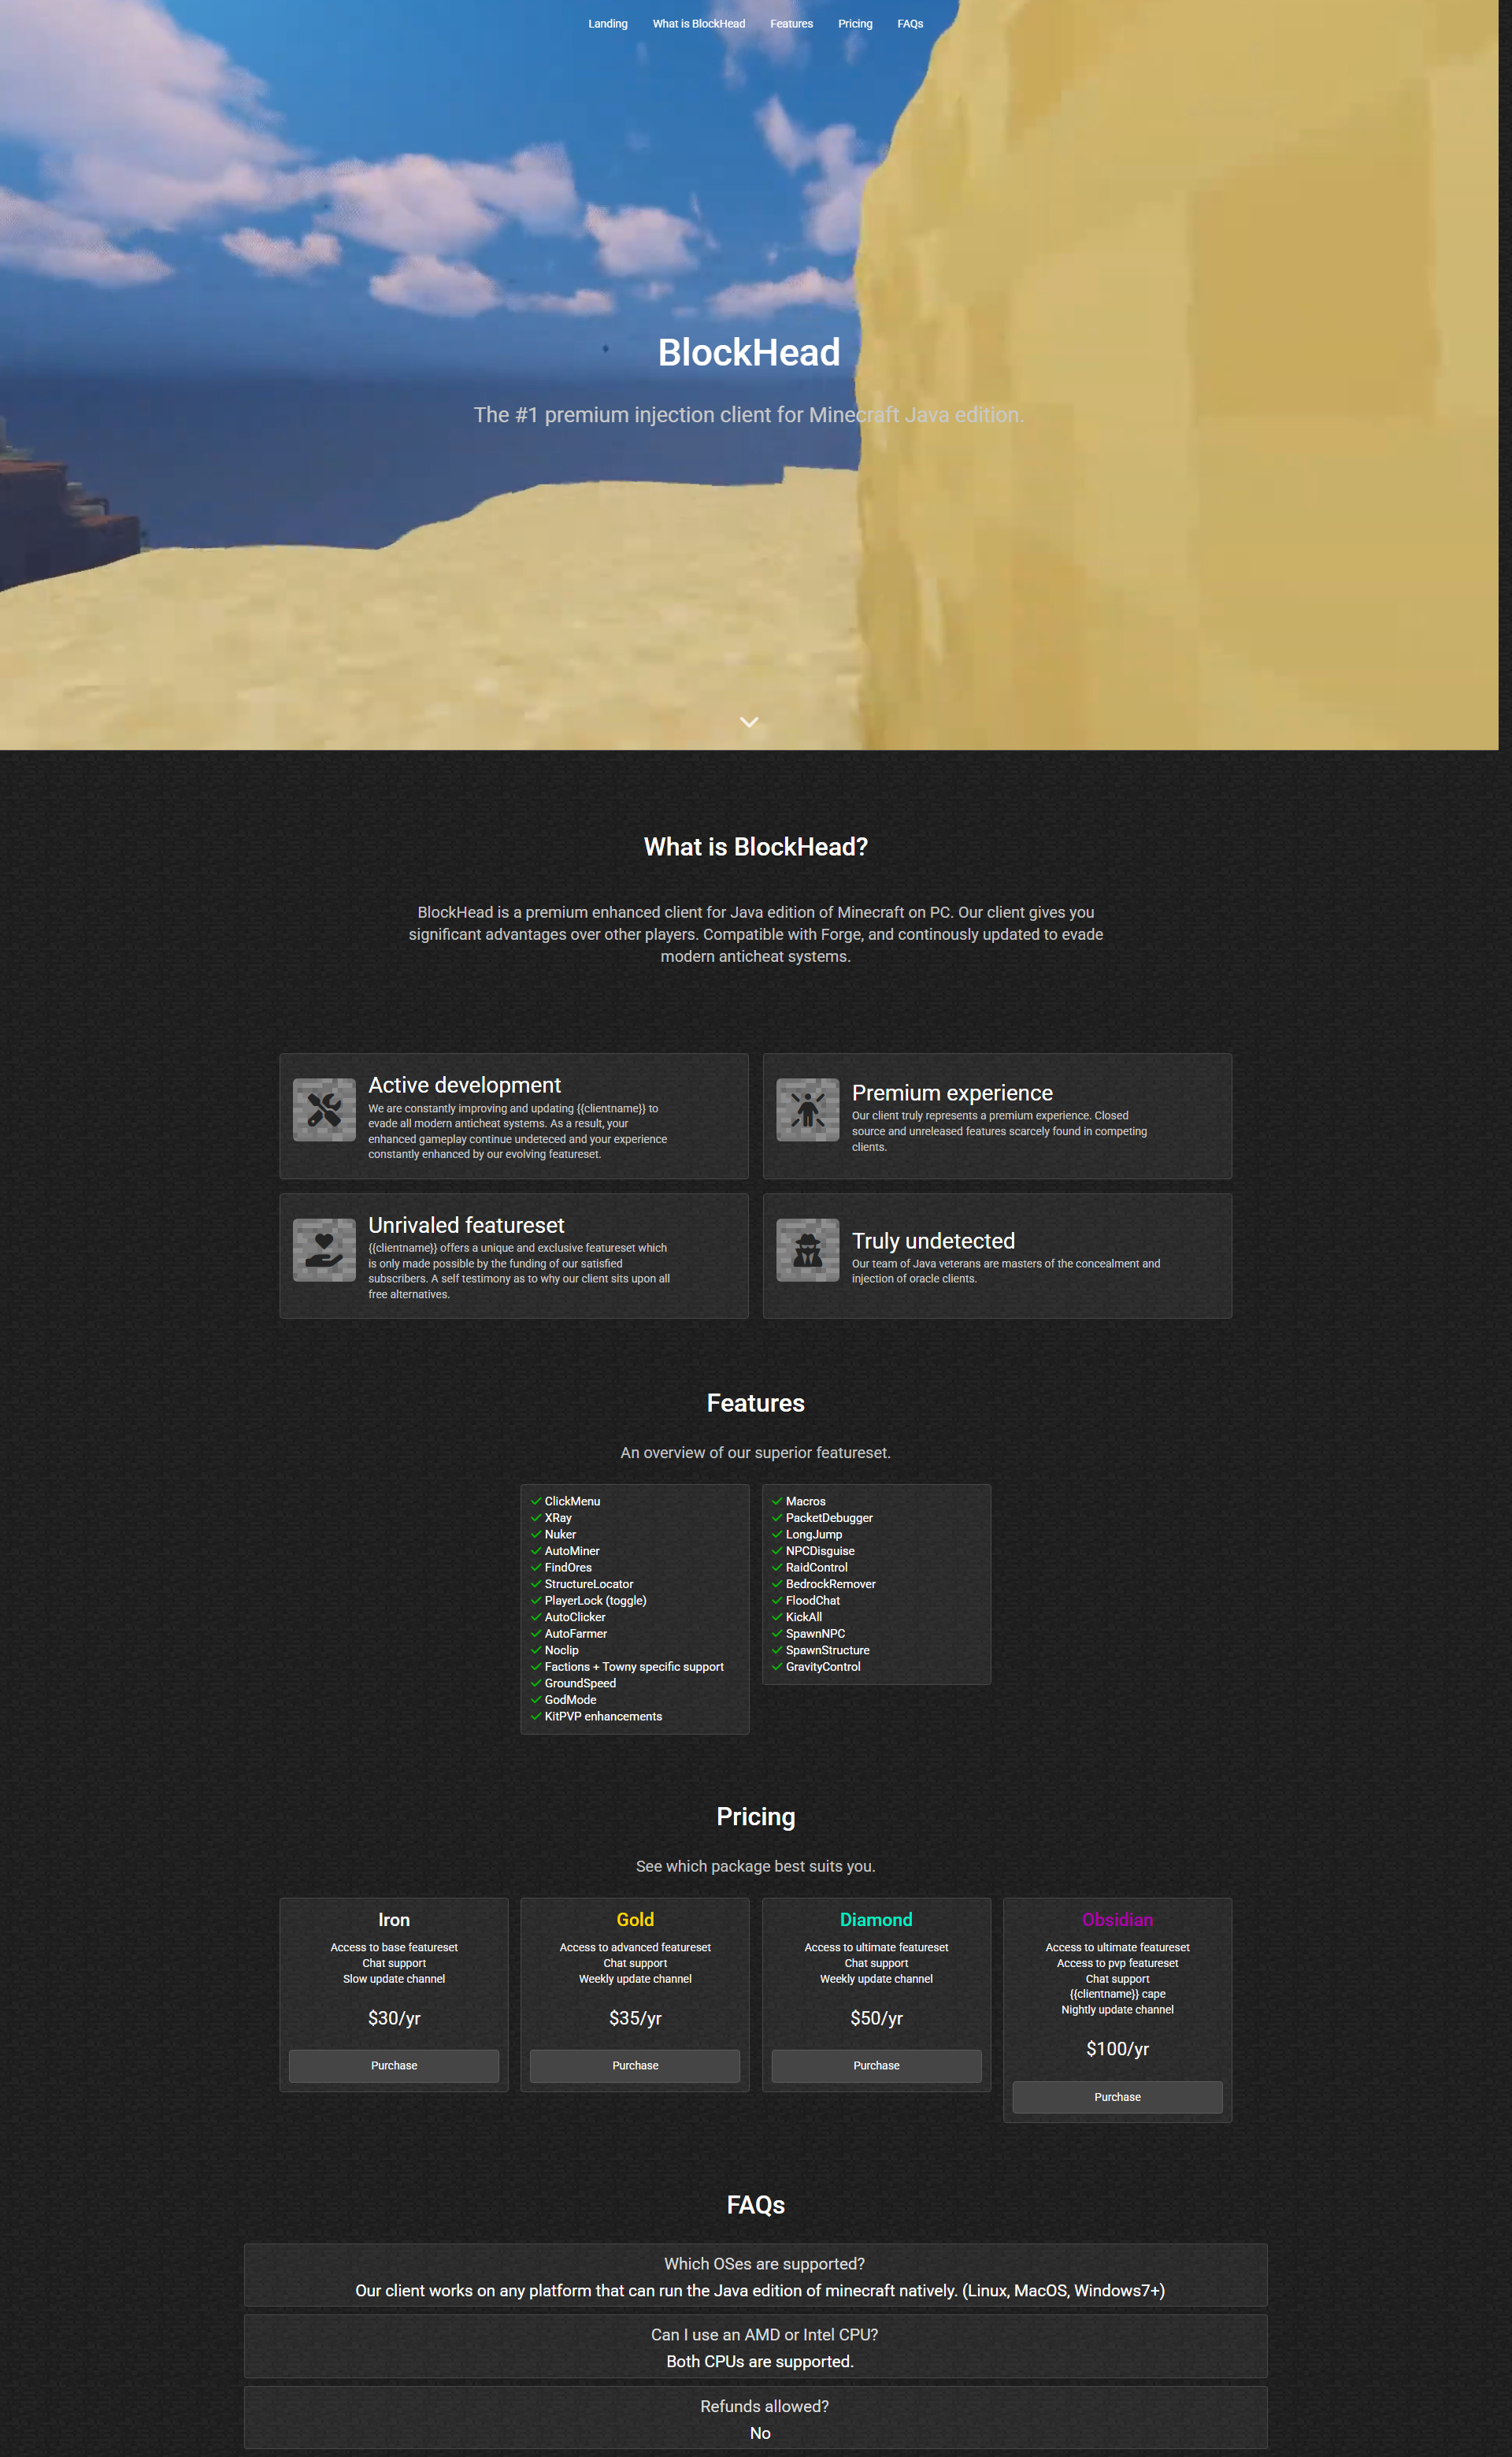 Landing What is BlockHead Features Pricing FAQs
BlockHead
The #1 premium injection client for Minecraft Java edition.
What is BlockHead?
BlockHead is a premium enhanced client for Java edition of Minecraft on PC. Our client gives you
significant advantages over other players. Compatible with Forge, and continously updated to evade
modern anticheat systems.
Active development
We are constantly improving and updating {{clientname}} to
evade all modern anticheat systems. As a result, your
enhanced gameplay continue undeteced and your experience
constantly enhanced by our evolving featureset.
Premium experience
Our client truly represents a premium experience. Closed
source and unreleased features scarcely found in competing
clients.
Unrivaled featureset
{{clientname}} offers a unique and exclusive featureset which
is only made possible by the funding of our satisfied
subscribers. A self testimony as to why our client sits upon all
free alternatives.
Truly undetected
Our team of Java veterans are masters of the concealment and
injection of oracle clients.
Features
An overview of our superior featureset.
ClickMenu
XRay
Nuker
AutoMiner
FindOres
StructureLocator
PlayerLock (toggle)
AutoClicker
AutoFarmer
Noclip
Factions + Towny specific support
GroundSpeed
GodMode
KitPVP enhancements
Macros
PacketDebugger
LongJump
NPCDisguise
RaidControl
BedrockRemover
FloodChat
KickAll
SpawnNPC
SpawnStructure
GravityControl
Pricing
See which package best suits you.
Iron
Access to base featureset
Chat support
Slow update channel
$30/yr
Purchase
Gold
Access to advanced featureset
Chat support
Weekly update channel
$35/yr
Purchase
Diamond
Access to ultimate featureset
Chat support
Weekly update channel
$50/yr
Purchase
Obsidian
Access to ultimate featureset
Access to pvp featureset
Chat support
{{clientname}} cape
Nightly update channel
$100/yr
Purchase
FAQs
Which OSes are supported?
Our client works on any platform that can run the Java edition of minecraft natively. (Linux, MacOS, Windows7+)
Can I use an AMD or Intel CPU?
Both CPUs are supported.
Refunds allowed?
No